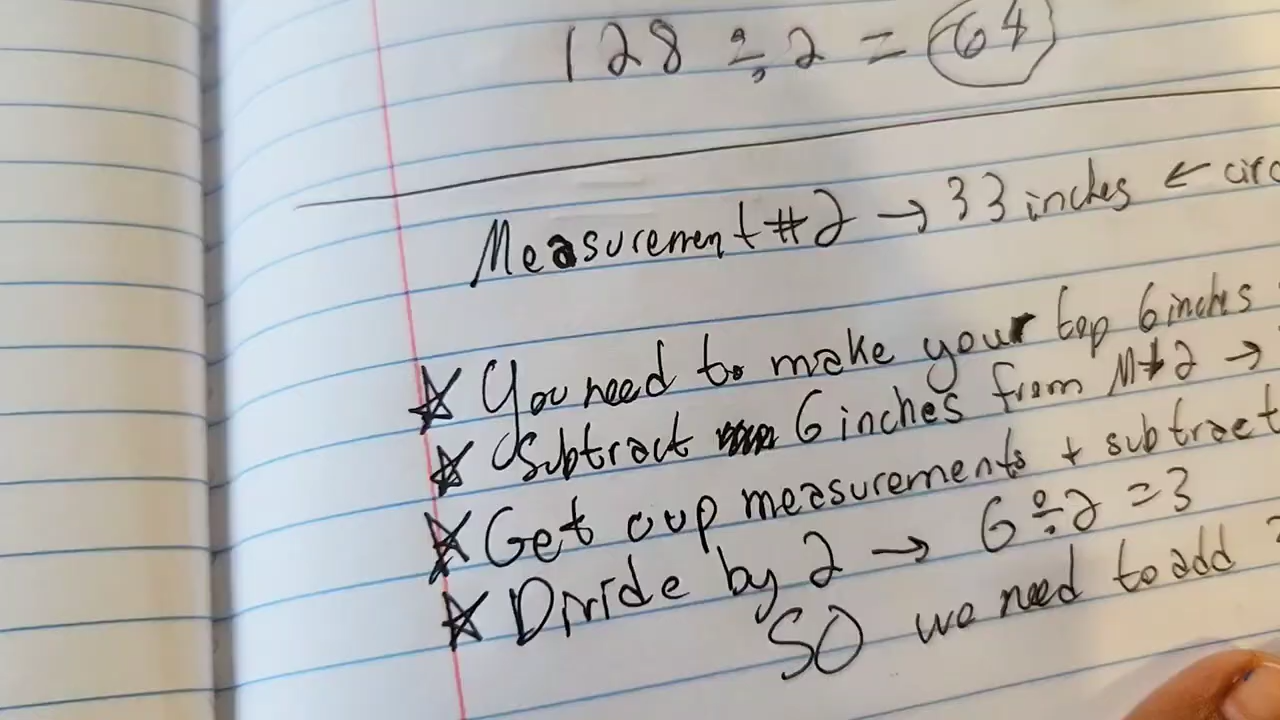 128 ÷ 2 = 64
Measurement #2 → 33 inches ← circ
You need to make your top 6 inches
Subtract 6 inches from M#2 →
Get cup measurements + subtract
Divide by 2 → 6 ÷ 2 = 3
SO we need to add